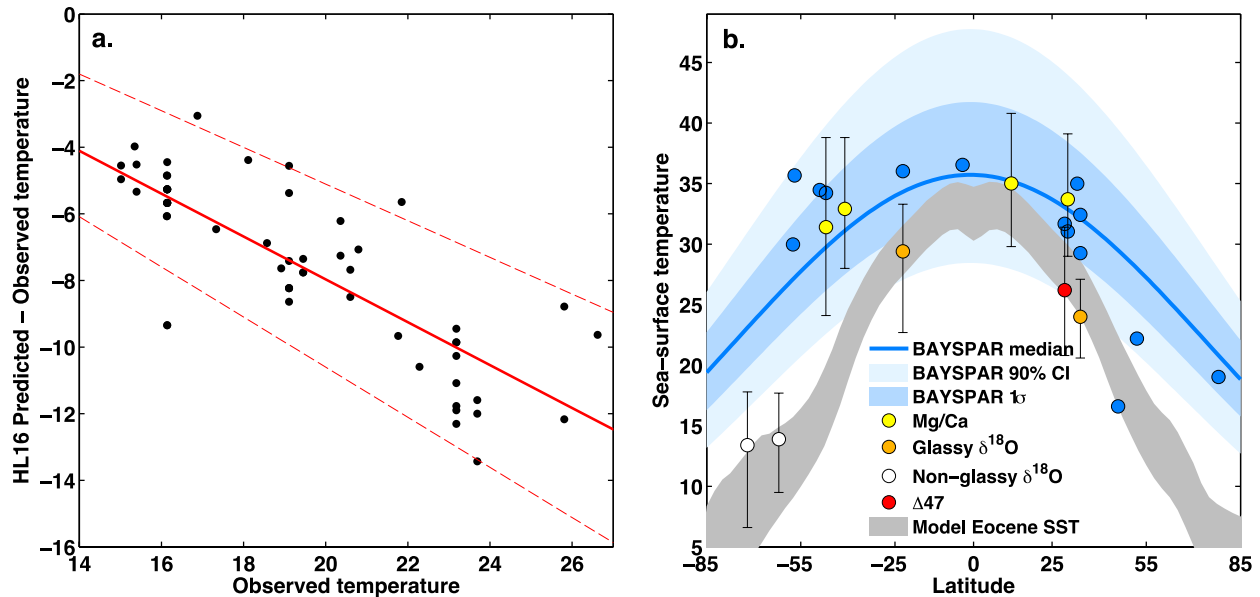 a.
HL16 Predicted – Observed temperature
0
−2
−4
−6
−8
−10
−12
−14
−16
14
16
18
20
22
24
26
Observed temperature
b.
Sea−surface temperature
45
40
35
30
25
20
15
10
5
BAYSPAR median
BAYSPAR 90% CI
BAYSPAR 1σ
Mg/Ca
Glassy δ¹⁸O
Non−glassy δ¹⁸O
Δ47
Model Eocene SST
−85
−55
−25
0
25
55
85
Latitude